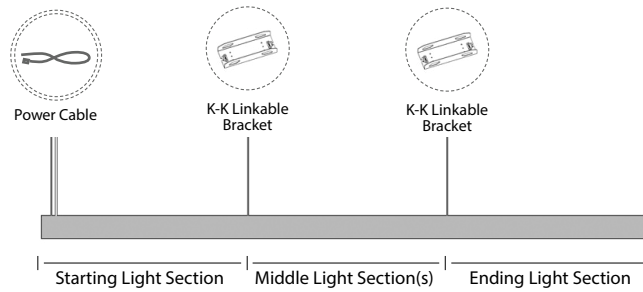 Power Cable
K-K Linkable
Bracket
K-K Linkable
Bracket
Starting Light Section
Middle Light Section(s)
Ending Light Section